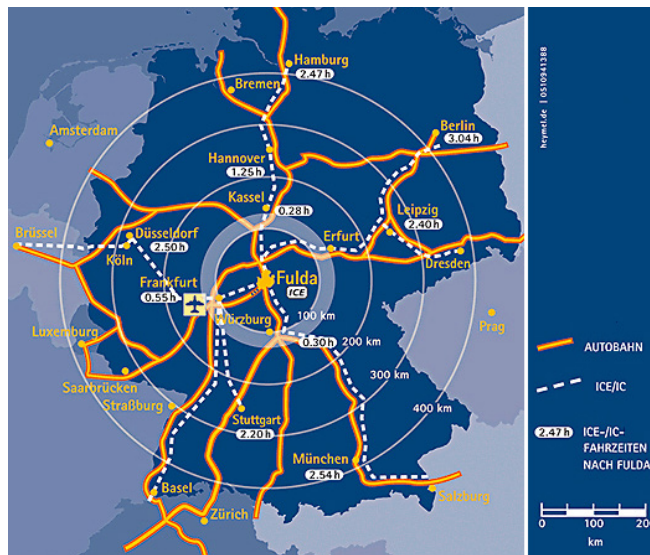 Hamburg
2.47 h
Bremen
Amsterdam
Berlin
3.04 h
Hannover
1.25 h
Kassel
0.28 h
Leipzig
2.40 h
Brüssel
Düsseldorf
2.50 h
Köln
Erfurt
Dresden
Frankfurt
0.55 h
Fulda
ICE
100 km
Würzburg
0.30 h
200 km
Prag
Luxemburg
300 km
Saarbrücken
Straßburg
400 km
Stuttgart
2.20 h
München
2.54 h
Basel
Salzburg
Zürich
heymel.de | 0510941388
AUTOBAHN
ICE/IC
2.47 h
ICE-/IC-
FAHRZEITEN
NACH FULDA
0 100 200
km